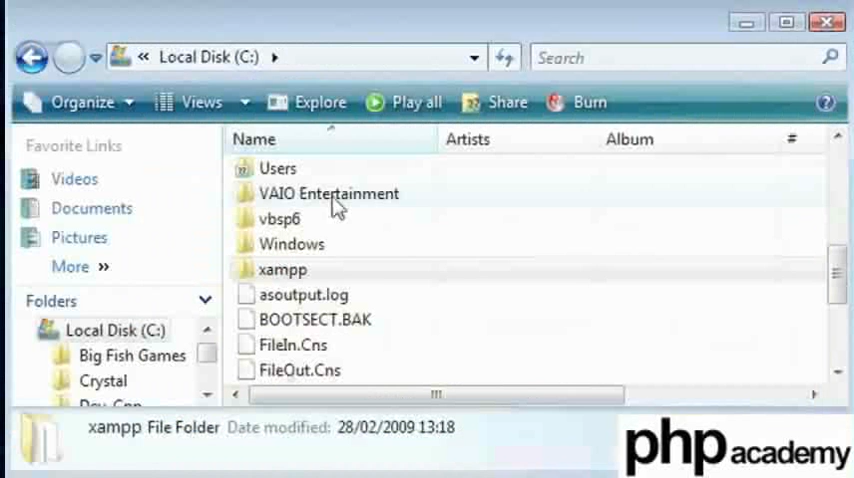 « Local Disk (C:)
Search
Organize Views Explore Play all Share Burn
Name Artists Album #
Favorite Links
Videos
Documents
Pictures
More »
Folders
Local Disk (C:)
Big Fish Games
Crystal
Dev-Cpp
Users
VAIO Entertainment
vbsp6
Windows
xampp
asoutput.log
BOOTSECT.BAK
FileIn.Cns
FileOut.Cns
xampp File Folder Date modified: 28/02/2009 13:18
php academy